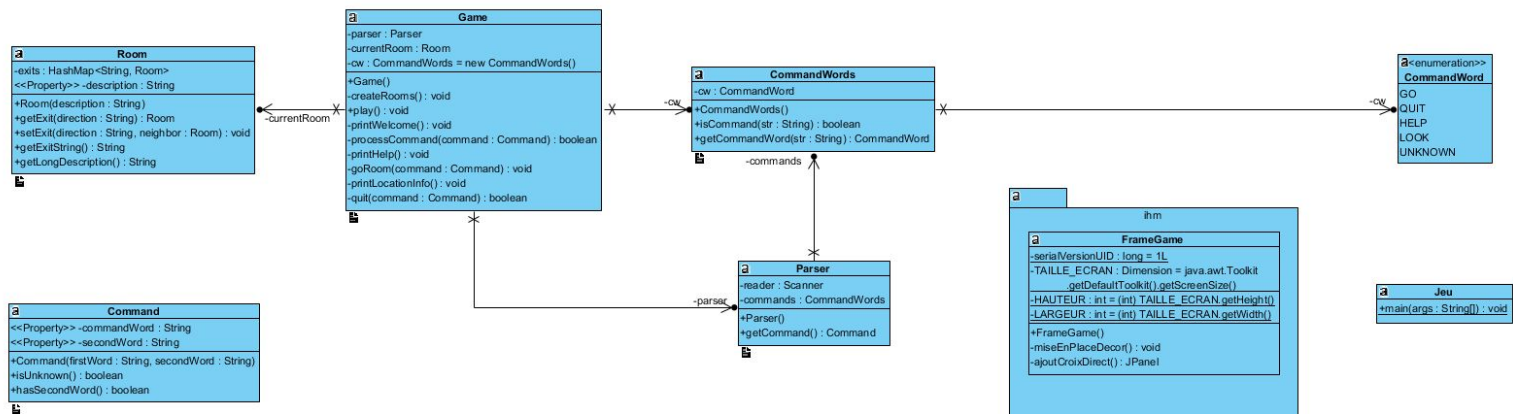 a
Room
-exits : HashMap<String, Room>
<<Property>> -description : String
+Room(description : String)
+getExit(direction : String) : Room
+setExit(direction : String, neighbor : Room) : void
+getExitString() : String
+getLongDescription() : String
-currentRoom
a
Game
-parser : Parser
-currentRoom : Room
-cw : CommandWords = new CommandWords()
+Game()
-createRooms() : void
+play() : void
-printWelcome() : void
-processCommand(command : Command) : boolean
-printHelp() : void
-goRoom(command : Command) : void
-printLocationInfo() : void
-quit(command : Command) : boolean
-cw
a
CommandWords
-cw : CommandWord
+CommandWords()
+isCommand(str : String) : boolean
+getCommandWord(str : String) : CommandWord
-commands
-cw
a<enumeration>>
CommandWord
GO
QUIT
HELP
LOOK
UNKNOWN
a
Command
<<Property>> -commandWord : String
<<Property>> -secondWord : String
+Command(firstWord : String, secondWord : String)
+isUnknown() : boolean
+hasSecondWord() : boolean
-parser
a
Parser
-reader : Scanner
-commands : CommandWords
+Parser()
+getCommand() : Command
a
ihm
a
FrameGame
-serialVersionUID : long = 1L
-TAILLE_ECRAN : Dimension = java.awt.Toolkit
.getDefaultToolkit().getScreenSize()
-HAUTEUR : int = (int) TAILLE_ECRAN.getHeight()
-LARGEUR : int = (int) TAILLE_ECRAN.getWidth()
+FrameGame()
-miseEnPlaceDecor() : void
-ajoutCroixDirect() : JPanel
a
Jeu
+main(args : String[]) : void